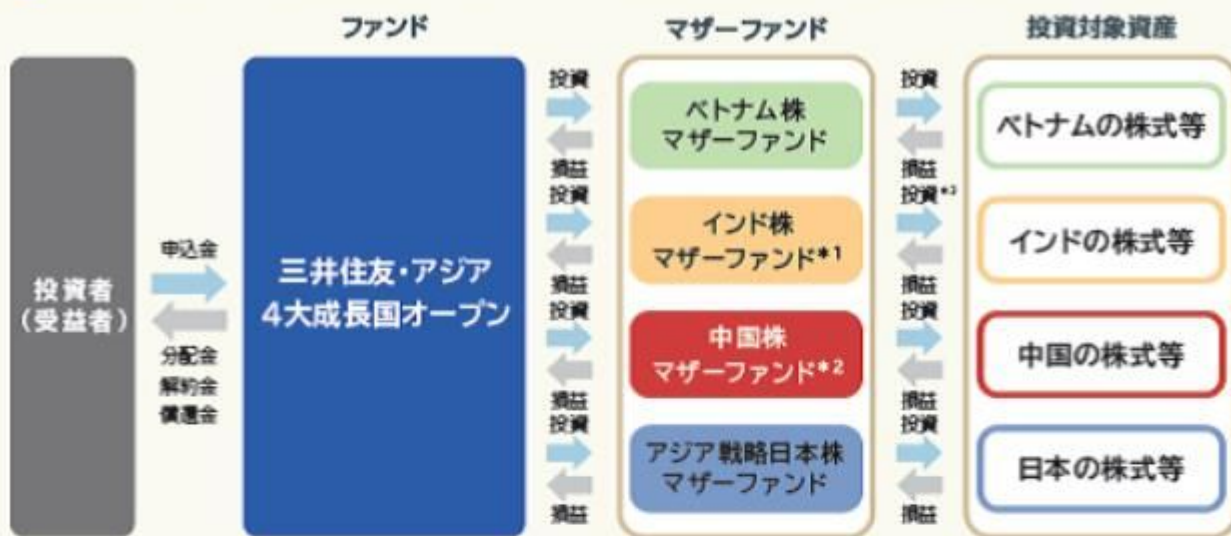 ファンド
マザーファンド
投資対象資産
投資者
（受益者）
申込金
分配金
解約金
償還金
三井住友・アジア
4大成長国オープン
投資
損益
投資
損益
投資
損益
投資
損益
ベトナム株
マザーファンド
インド株
マザーファンド*1
中国株
マザーファンド*2
アジア戦略日本株
マザーファンド
投資
損益
投資*3
損益
投資
損益
投資
損益
ベトナムの株式等
インドの株式等
中国の株式等
日本の株式等